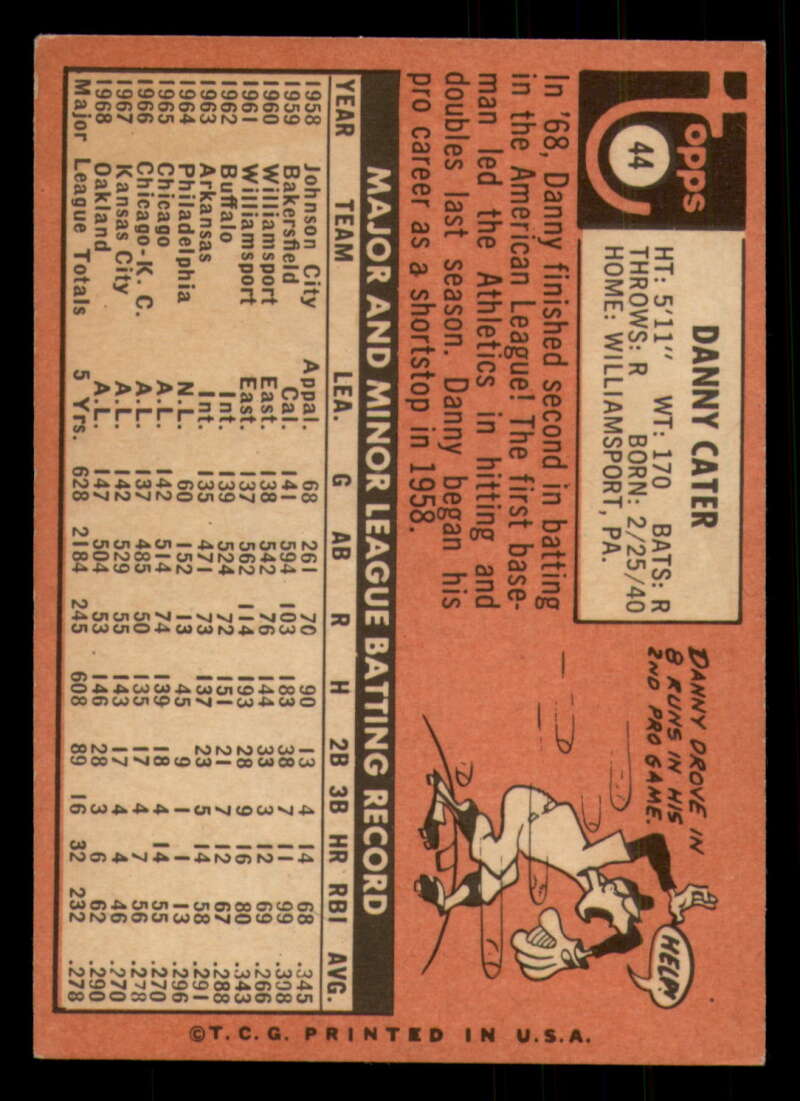 Topps
44
DANNY CATER
HT: 5'11" WT: 170 BATS: R
THROWS: R BORN: 2/25/40
HOME: WILLIAMSPORT, PA.
DANNY DROVE IN
8 RUNS IN HIS
2ND PRO GAME.
HELP!
In '68, Danny finished second in batting
in the American League! The first base-
man led the Athletics in hitting and
doubles last season. Danny began his
pro career as a shortstop in 1958.
MAJOR AND MINOR LEAGUE BATTING RECORD
YEAR TEAM LEA. G AB R H 2B 3B HR RBI AVG.
1958 Johnson City Appal. 68 261 70 90 13 4 14 68 .345
1959 Bakersfield Cal. 141 594 103 183 38 7 11 99 .308
1960 Williamsport East. 138 542 76 144 33 3 12 69 .266
1961 Williamsport East. 137 562 114 193 28 9 16 80 .343
1962 Buffalo Int. 139 524 72 151 21 7 12 67 .288
1963 Arkansas Int. 135 471 73 137 23 5 14 58 .291
1964 Philadelphia N.L. 60 152 13 45 9 1 1 13 .296
1965 Chicago A.L. 142 514 74 139 18 4 14 55 .270
1966 Chicago-K. C. A.L. 137 485 50 135 17 4 7 56 .278
1967 Kansas City A.L. 142 529 55 143 17 4 4 46 .270
1968 Oakland A.L. 147 504 53 146 28 3 6 62 .290
Major League Totals 5 Yrs. 628 2184 245 608 89 16 32 232 .278
©T.C.G. PRINTED IN U.S.A.